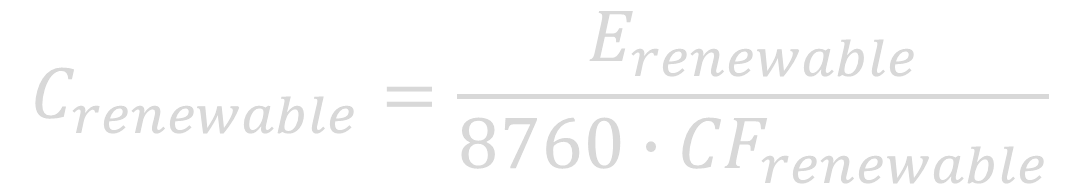 C_renewable = E_renewable / (8760 · CF_renewable)